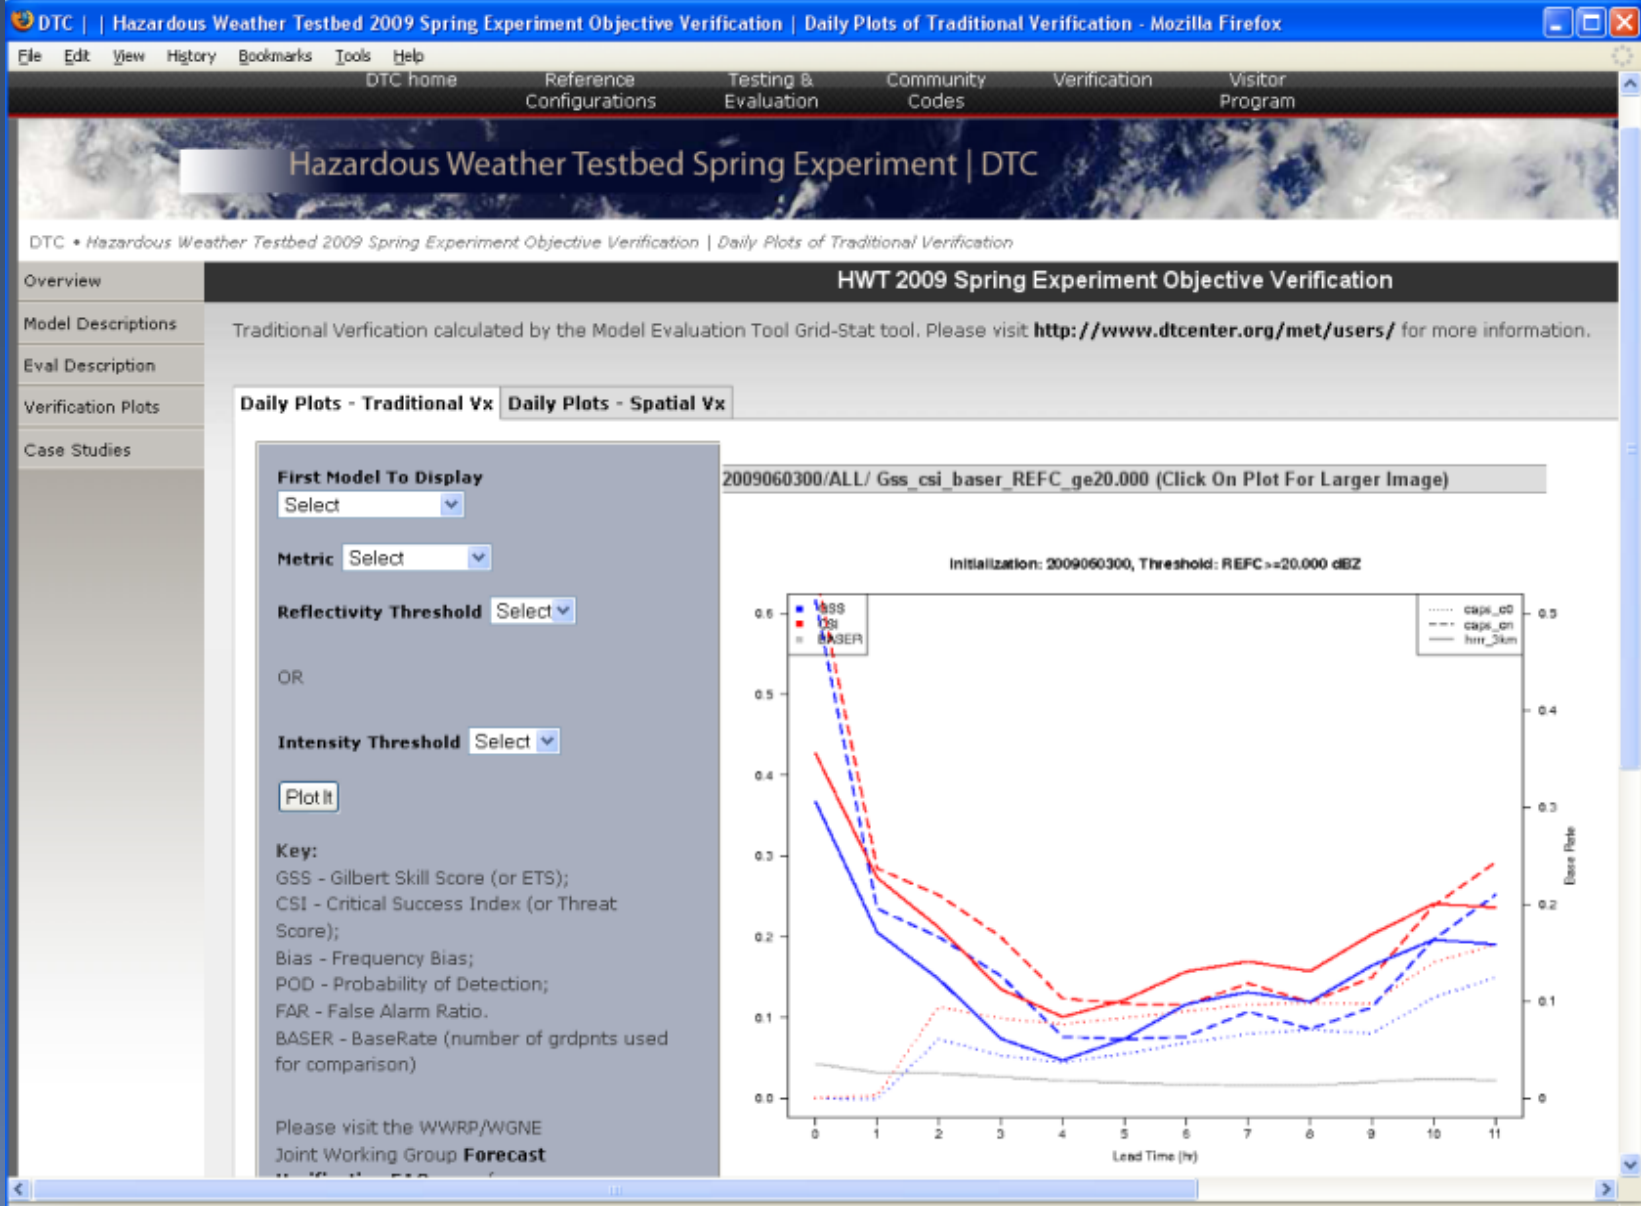 DTC | | Hazardous Weather Testbed 2009 Spring Experiment Objective Verification | Daily Plots of Traditional Verification - Mozilla Firefox
File Edit View History Bookmarks Tools Help
DTC home Reference Configurations Testing & Evaluation Community Codes Verification Visitor Program
Hazardous Weather Testbed Spring Experiment | DTC
DTC • Hazardous Weather Testbed 2009 Spring Experiment Objective Verification | Daily Plots of Traditional Verification
Overview
Model Descriptions
Eval Description
Verification Plots
Case Studies
HWT 2009 Spring Experiment Objective Verification
Traditional Verfication calculated by the Model Evaluation Tool Grid-Stat tool. Please visit http://www.dtcenter.org/met/users/ for more information.
Daily Plots - Traditional Vx Daily Plots - Spatial Vx
First Model To Display
Select
Metric Select
Reflectivity Threshold Select
OR
Intensity Threshold Select
Plot It
Key:
GSS - Gilbert Skill Score (or ETS);
CSI - Critical Success Index (or Threat
Score);
Bias - Frequency Bias;
POD - Probability of Detection;
FAR - False Alarm Ratio.
BASER - BaseRate (number of grdpnts used
for comparison)
Please visit the WWRP/WGNE
Joint Working Group Forecast
2009060300/ALL/ Gss_csi_baser_REFC_ge20.000 (Click On Plot For Larger Image)
Initialization: 2009060300, Threshold: REFC>=20.000 dBZ
GSS
CSI
BASER
caps_c0
caps_cn
hrrr_3km
0.6
0.5
0.4
0.3
0.2
0.1
0.0
0.5
0.4
0.3
0.2
0.1
0
Base Rate
0 1 2 3 4 5 6 7 8 9 10 11
Lead Time (hr)